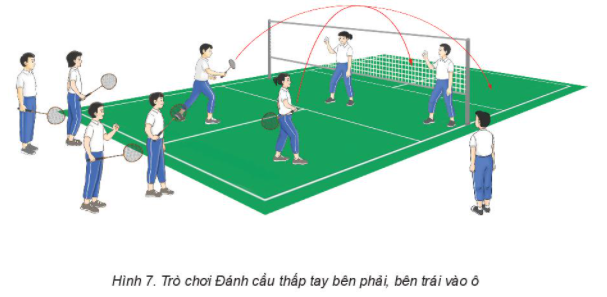 Hình 7. Trò chơi Đánh cầu thấp tay bên phải, bên trái vào ô